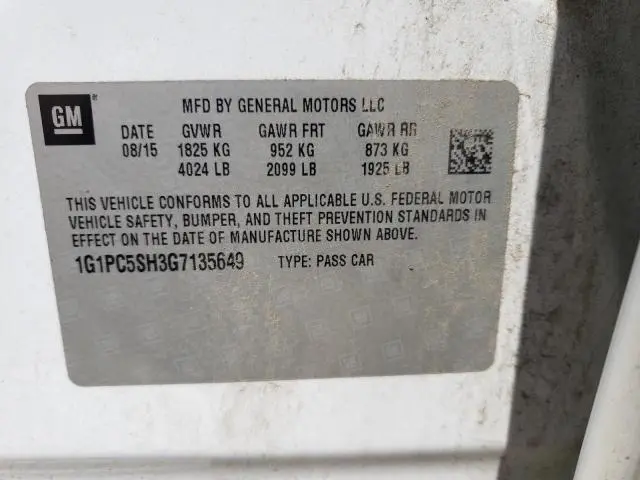 GM
MFD BY GENERAL MOTORS LLC
DATE GVWR GAWR FRT GAWR RR
08/15 1825 KG 952 KG 873 KG
4024 LB 2099 LB 1925 LB
THIS VEHICLE CONFORMS TO ALL APPLICABLE U.S. FEDERAL MOTOR
VEHICLE SAFETY, BUMPER, AND THEFT PREVENTION STANDARDS IN
EFFECT ON THE DATE OF MANUFACTURE SHOWN ABOVE.
1G1PC5SH3G7135649 TYPE: PASS CAR